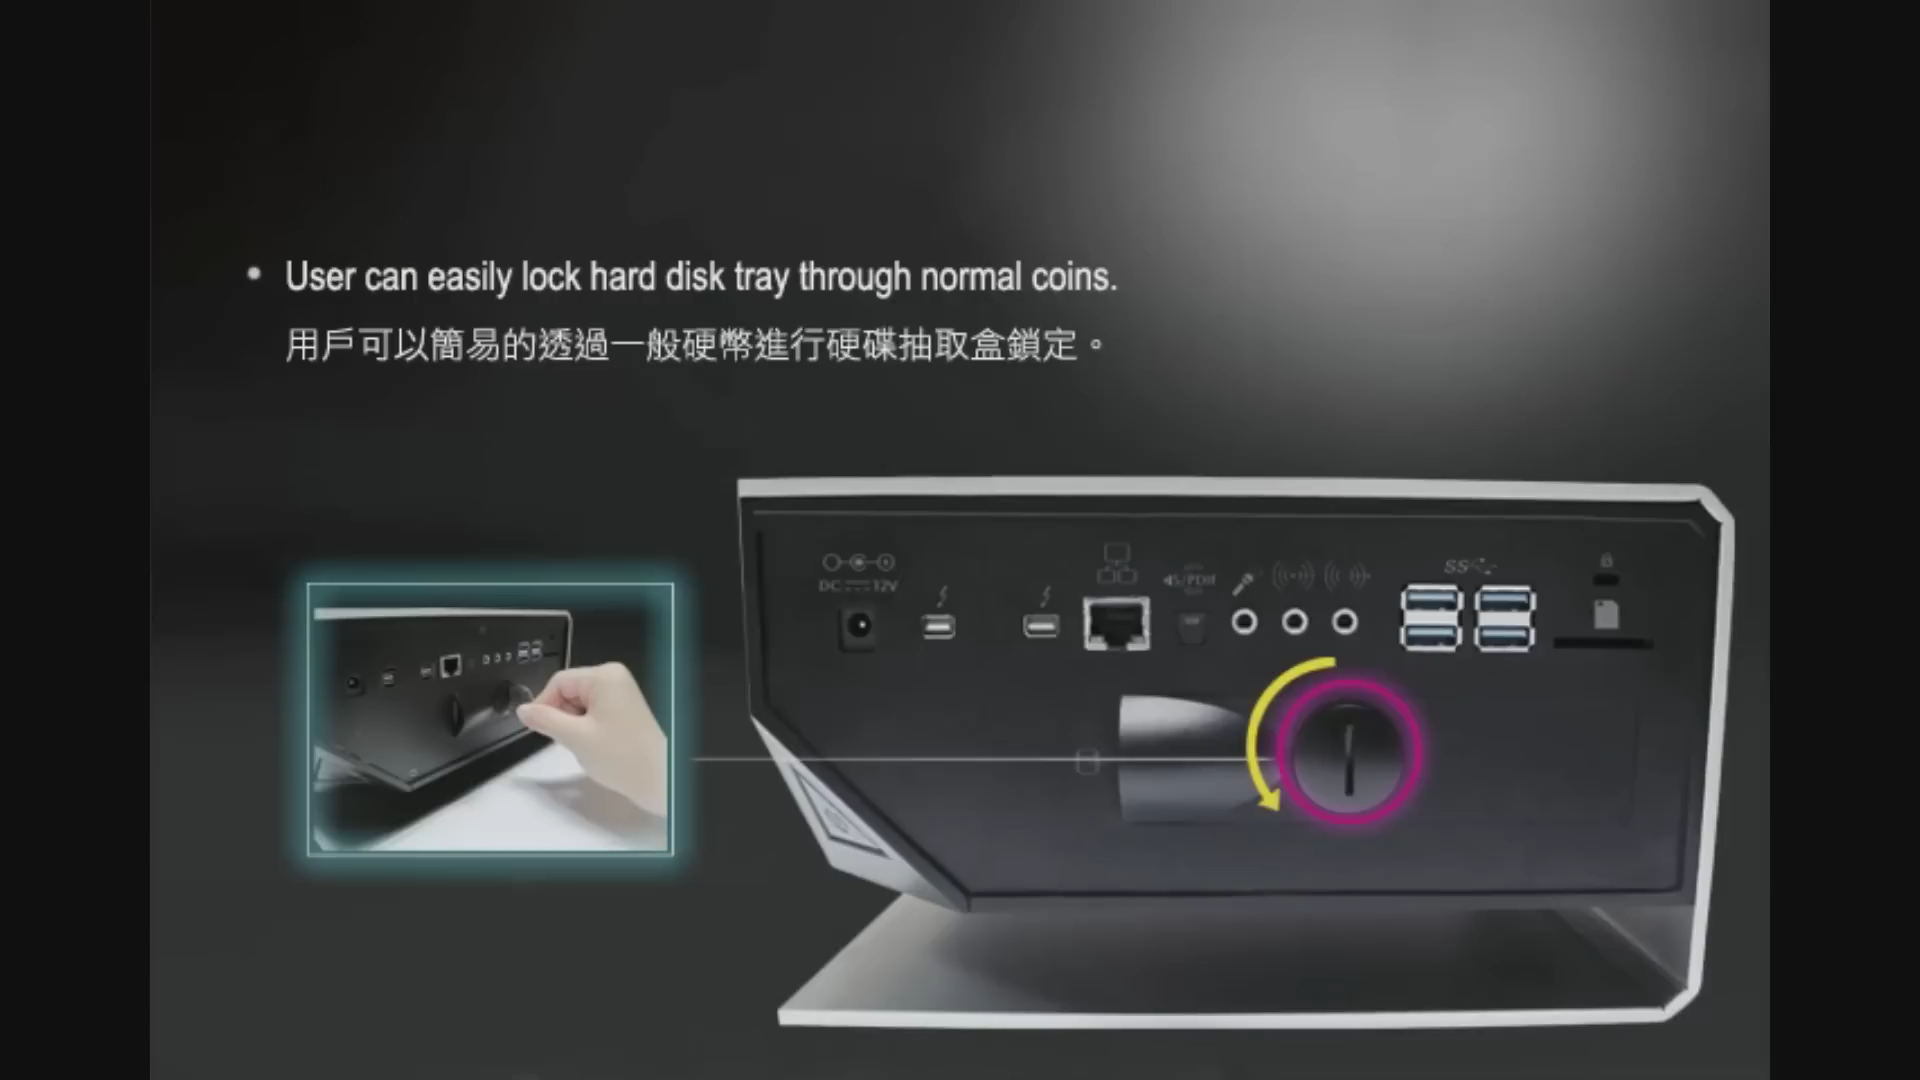 • User can easily lock hard disk tray through normal coins.
用戶可以簡易的透過一般硬幣進行硬碟抽取盒鎖定。
DC 12V
S/PDIF
SS